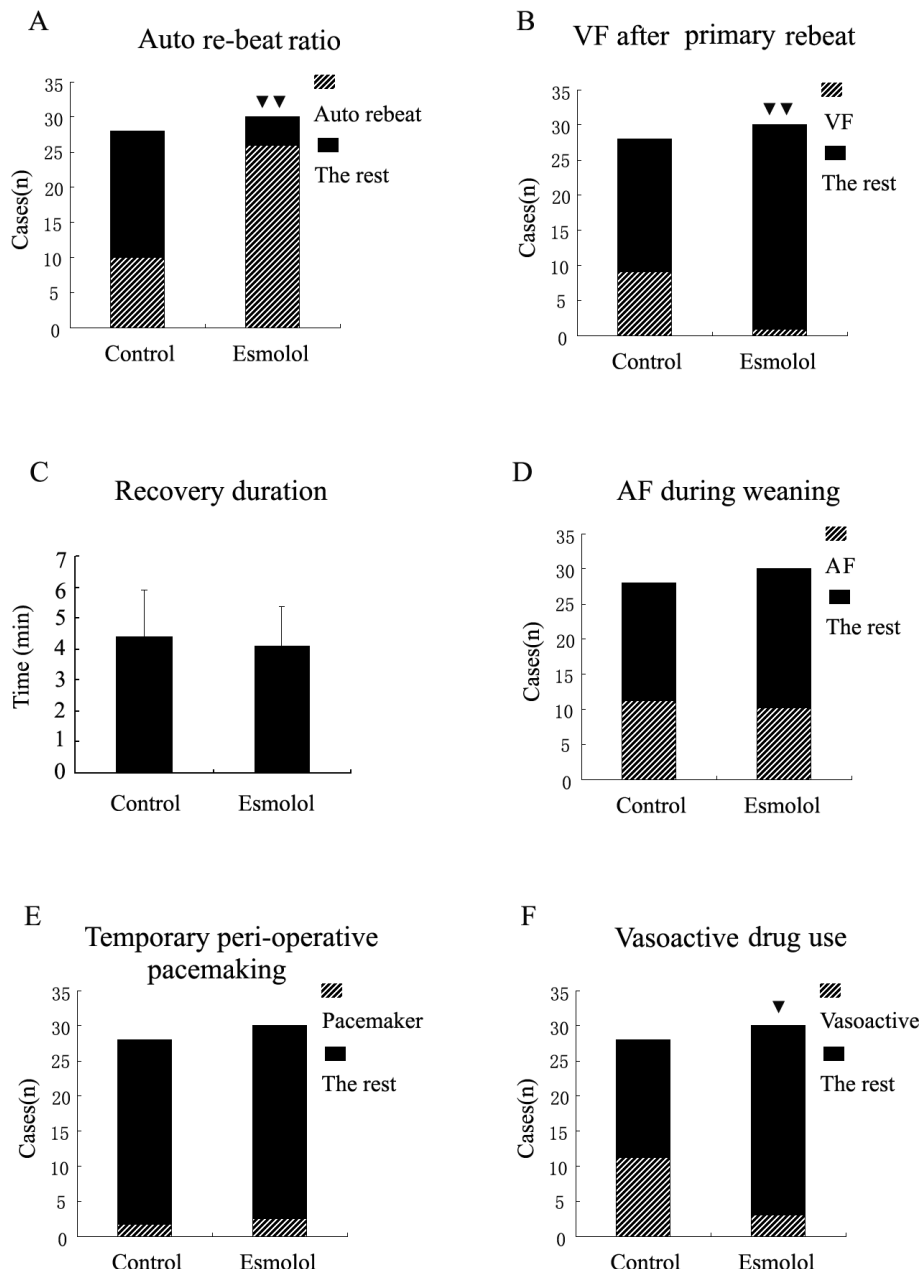 A
Auto re-beat ratio
35
30
25
20
15
10
5
0
Cases(n)
Control
Esmolol
Auto rebeat
The rest
B
VF after primary rebeat
35
30
25
20
15
10
5
0
Cases(n)
Control
Esmolol
VF
The rest
C
Recovery duration
7
6
5
4
3
2
1
0
Time (min)
Control
Esmolol
D
AF during weaning
35
30
25
20
15
10
5
0
Cases(n)
Control
Esmolol
AF
The rest
E
Temporary peri-operative
pacemaking
35
30
25
20
15
10
5
0
Cases(n)
Control
Esmolol
Pacemaker
The rest
F
Vasoactive drug use
35
30
25
20
15
10
5
0
Cases(n)
Control
Esmolol
Vasoactive
The rest